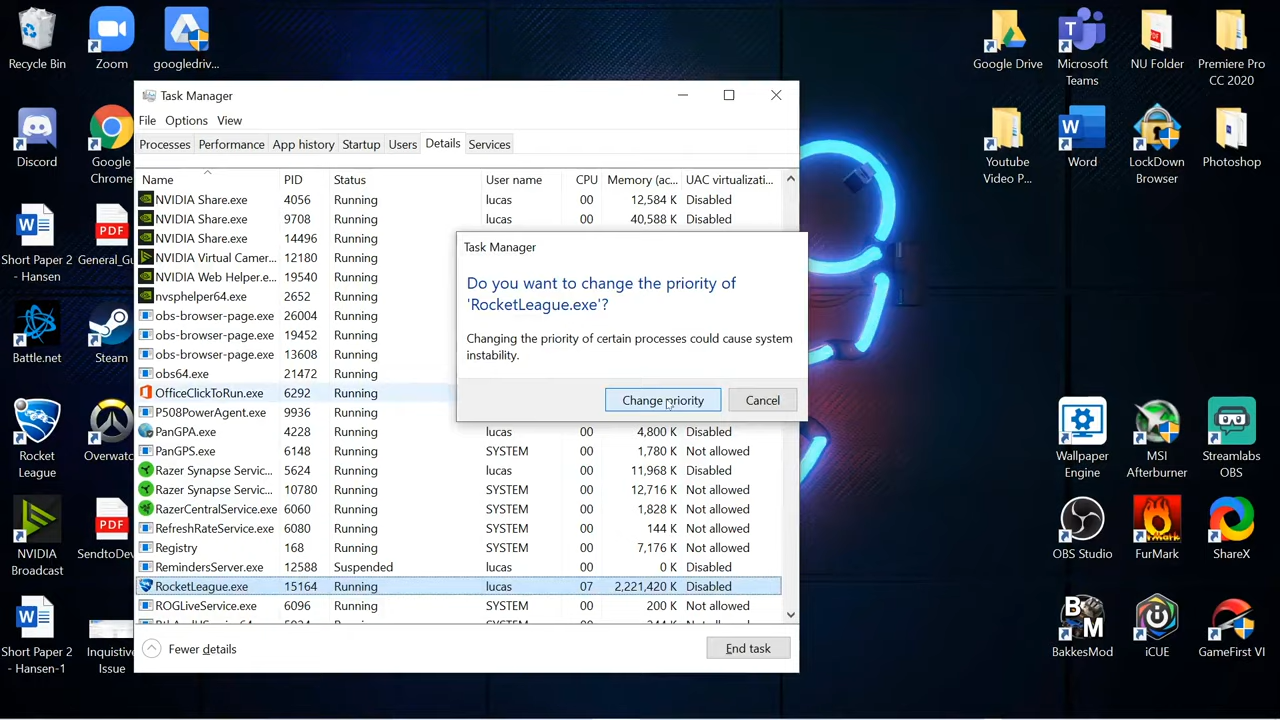 Recycle Bin
Zoom
googledriv...
Google Drive
Microsoft
Teams
NU Folder
Premiere Pro
CC 2020
Discord
Google
Chrome
Youtube
Video P...
Word
LockDown
Browser
Photoshop
Short Paper 2
- Hansen
General_Gu
Battle.net
Steam
Rocket
League
Overwatc
NVIDIA
Broadcast
SendtoDev
Short Paper 2
- Hansen-1
Inquistive
Issue
Wallpaper
Engine
MSI
Afterburner
Streamlabs
OBS
OBS Studio
FurMark
ShareX
BakkesMod
iCUE
GameFirst VI
Task Manager
File Options View
Processes Performance App history Startup Users Details Services
Name PID Status User name CPU Memory (ac... UAC virtualizati...
NVIDIA Share.exe 4056 Running lucas 00 12,584 K Disabled
NVIDIA Share.exe 9708 Running lucas 00 40,588 K Disabled
NVIDIA Share.exe 14496 Running
NVIDIA Virtual Camer... 12180 Running
NVIDIA Web Helper.e... 19540 Running
nvsphelper64.exe 2652 Running
obs-browser-page.exe 26004 Running
obs-browser-page.exe 19452 Running
obs-browser-page.exe 13608 Running
obs64.exe 21472 Running
OfficeClickToRun.exe 6292 Running
P508PowerAgent.exe 9936 Running
PanGPA.exe 4228 Running lucas 00 4,800 K Disabled
PanGPS.exe 6148 Running SYSTEM 00 1,780 K Not allowed
Razer Synapse Servic... 5624 Running lucas 00 11,968 K Disabled
Razer Synapse Servic... 10780 Running SYSTEM 00 12,716 K Not allowed
RazerCentralService.exe 6060 Running SYSTEM 00 1,828 K Not allowed
RefreshRateService.exe 6080 Running SYSTEM 00 144 K Not allowed
Registry 168 Running SYSTEM 00 7,176 K Not allowed
RemindersServer.exe 12588 Suspended lucas 00 0 K Disabled
RocketLeague.exe 15164 Running lucas 07 2,221,420 K Disabled
ROGLiveService.exe 6096 Running SYSTEM 00 200 K Not allowed
Fewer details
End task
Task Manager
Do you want to change the priority of
'RocketLeague.exe'?
Changing the priority of certain processes could cause system
instability.
Change priority
Cancel